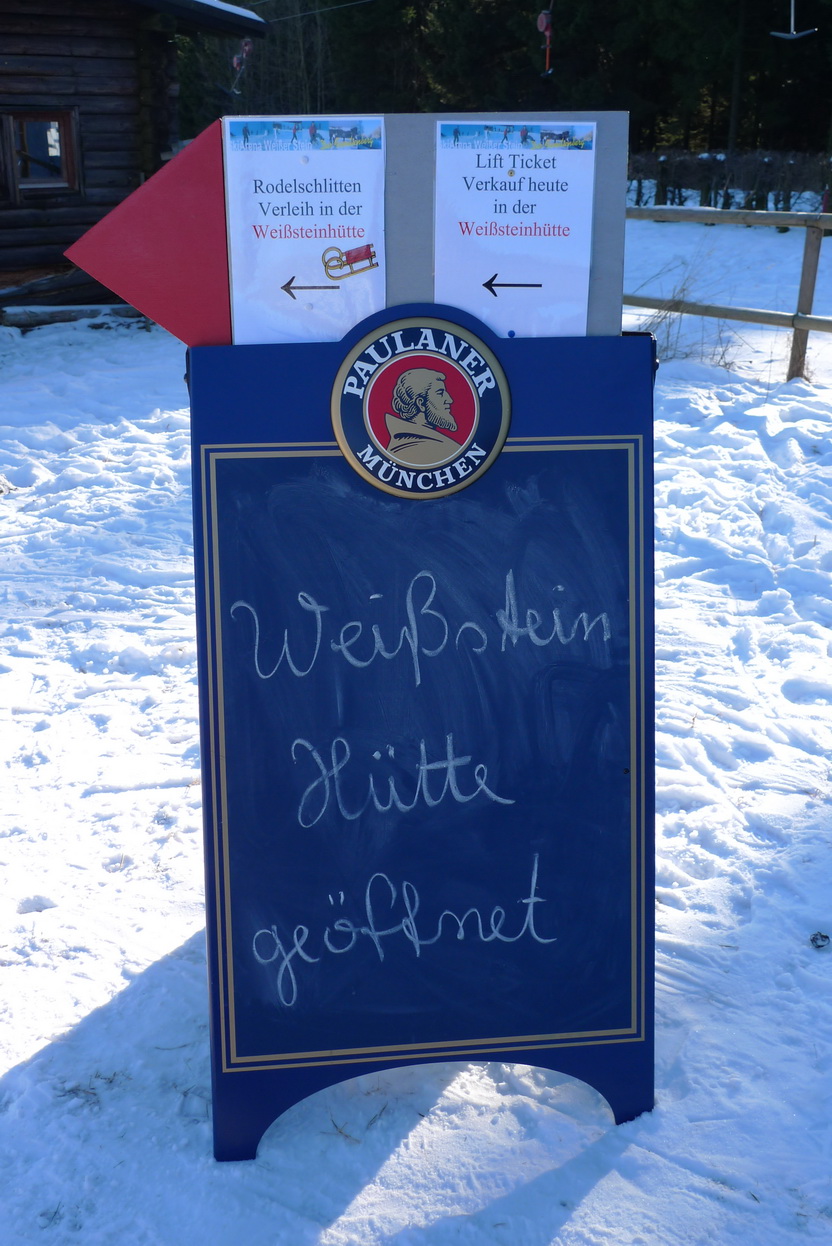 Rodelschlitten
Verleih in der
Weißsteinhütte
Lift Ticket
Verkauf heute
in der
Weißsteinhütte
PAULANER
MÜNCHEN
Weißstein
Hütte
geöffnet